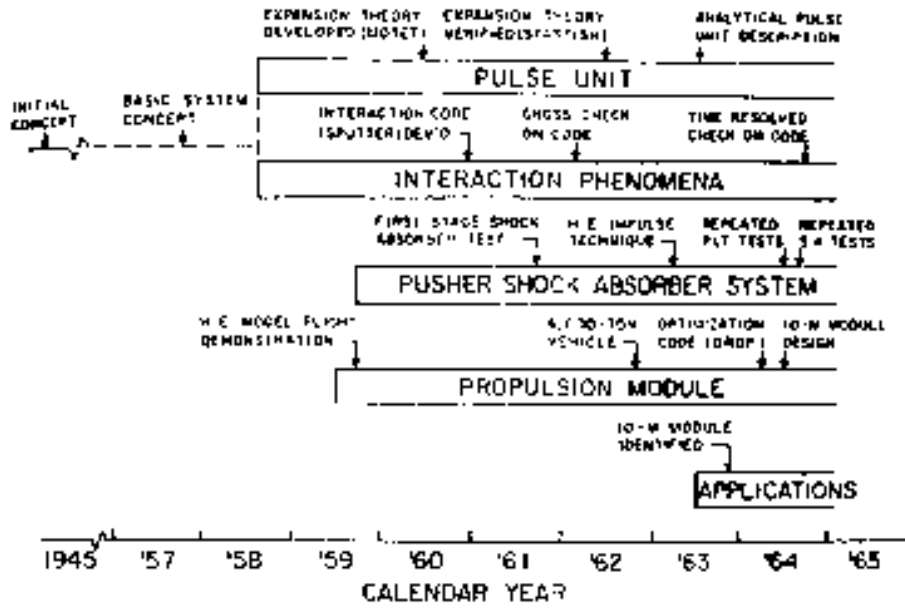 EXPANSION THEORY
DEVELOPED
EXPANSION THEORY
ANALYTICAL PULSE
UNIT DESCRIPTION
PULSE UNIT
INITIAL
CONCEPT
BASIC SYSTEM
CONCEPT
INTERACTION CODE
GROSS CHECK
ON CODE
TIME RESOLVED
CHECK ON CODE
INTERACTION PHENOMENA
FIRST STAGE SHOCK
ABSORBER TEST
H.E. IMPULSE
TECHNIQUE
REPEATED
TESTS
REPEATED
TESTS
PUSHER SHOCK ABSORBER SYSTEM
H.E. MODEL FLIGHT
DEMONSTRATION
VEHICLE
OPTIMIZATION
CODE
10-M MODULE
DESIGN
PROPULSION MODULE
10-M MODULE
IDENTIFIED
APPLICATIONS
1945 '57 '58 '59 '60 '61 '62 '63 '64 '65
CALENDAR YEAR